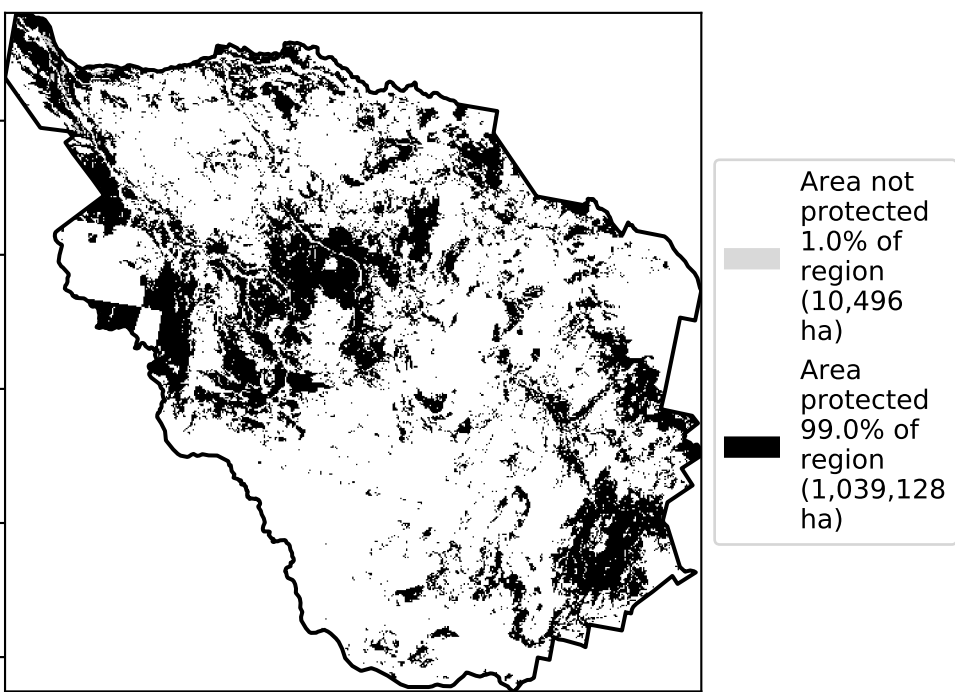 Area not
protected
1.0% of
region
(10,496
ha)
Area
protected
99.0% of
region
(1,039,128
ha)